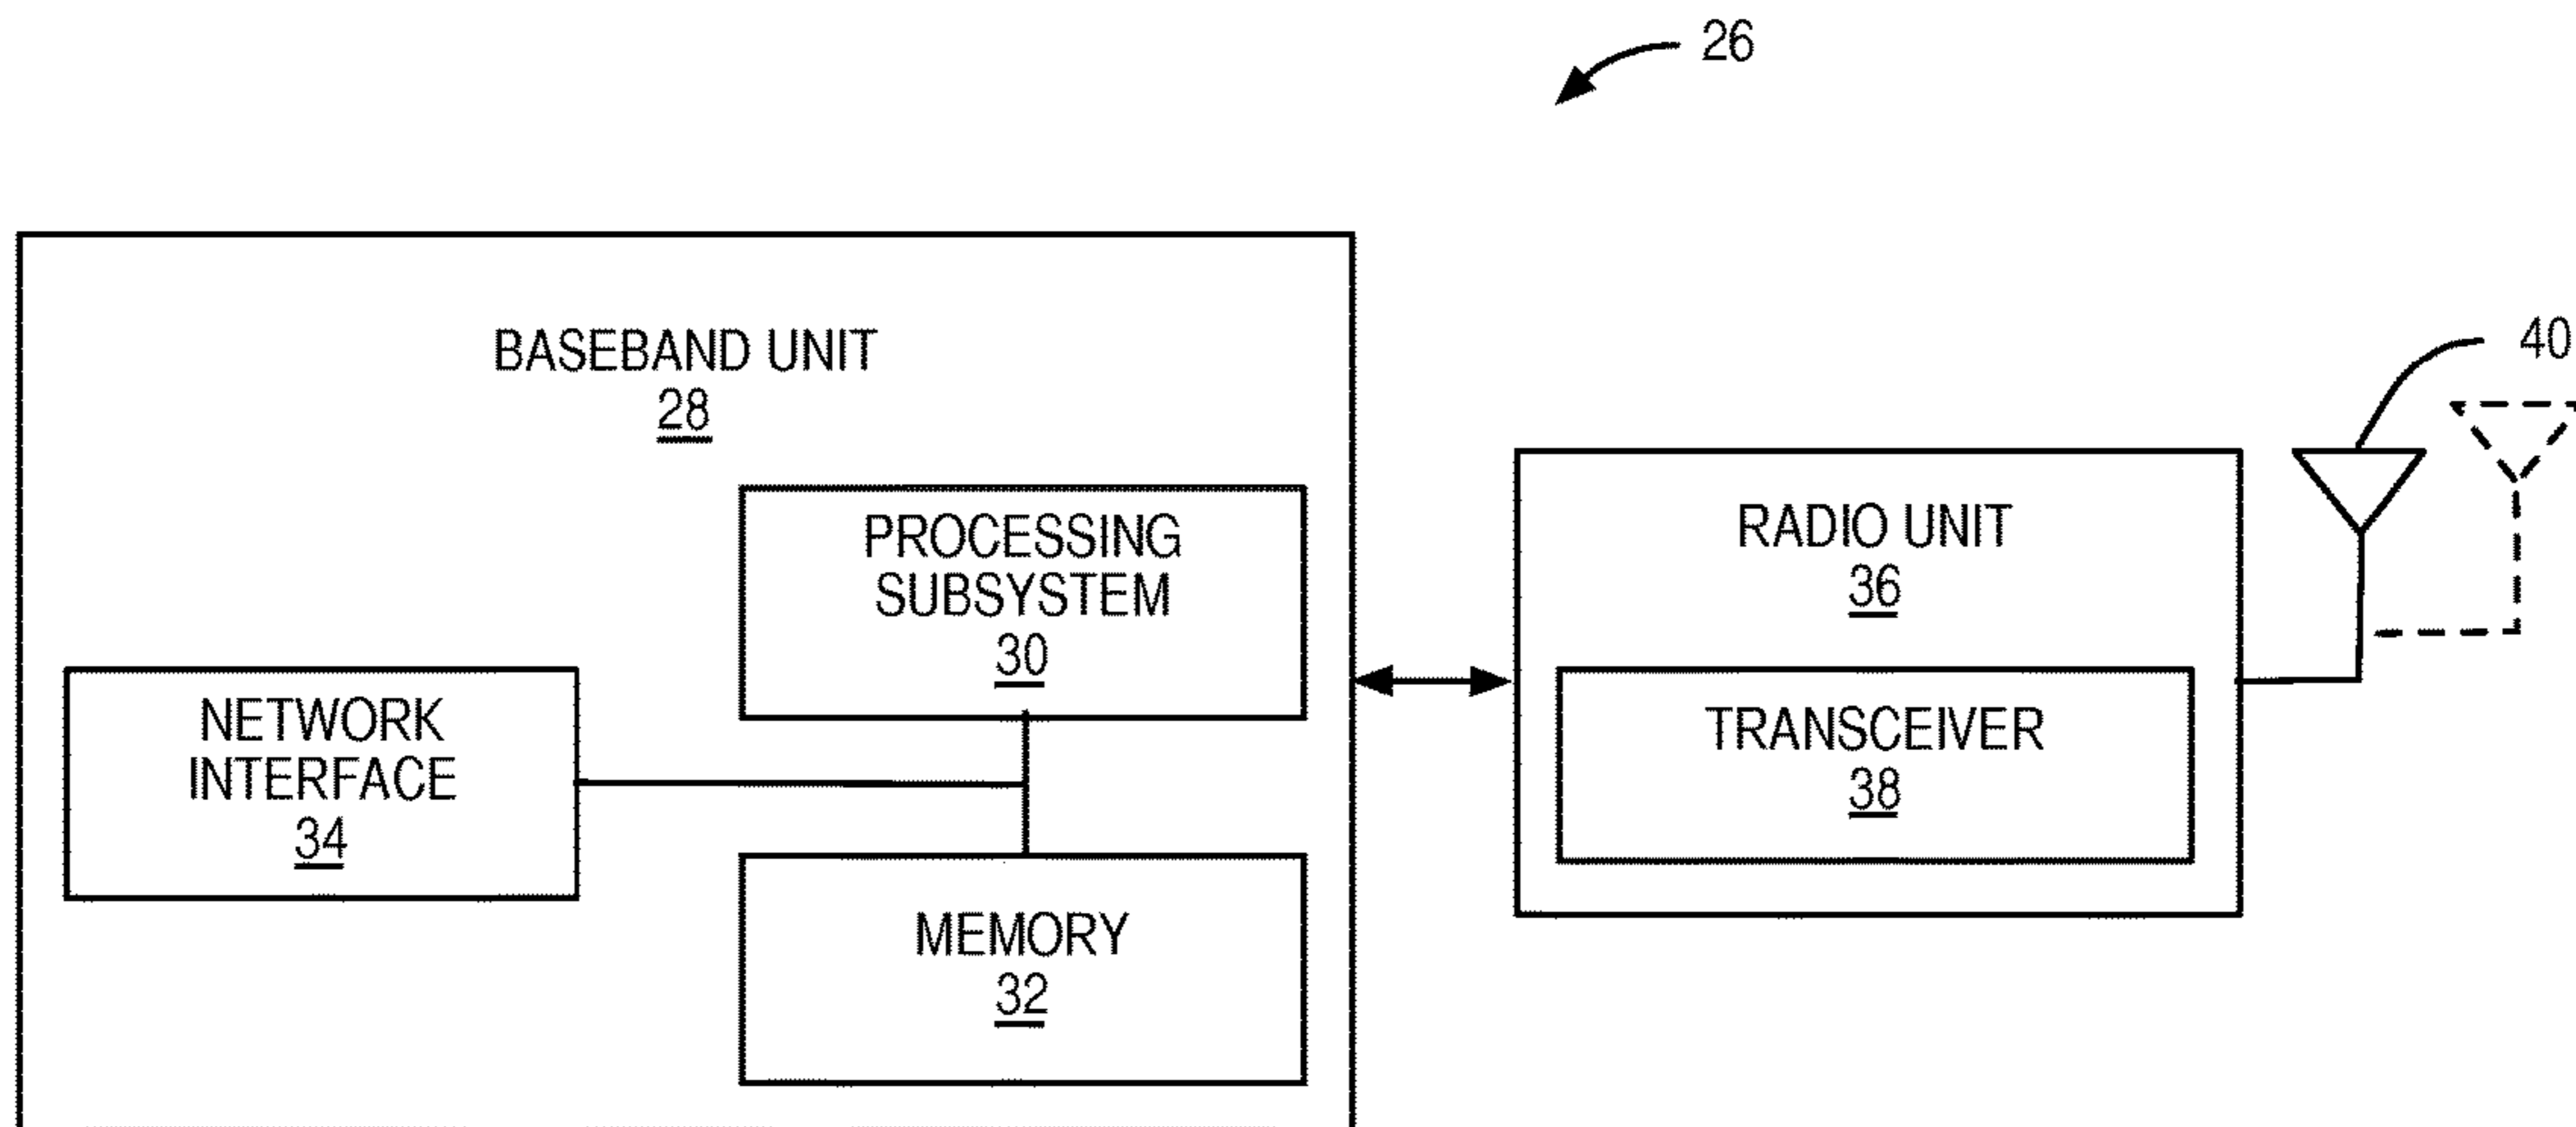 26
BASEBAND UNIT
28
PROCESSING
SUBSYSTEM
30
NETWORK
INTERFACE
34
MEMORY
32
RADIO UNIT
36
TRANSCEIVER
38
40